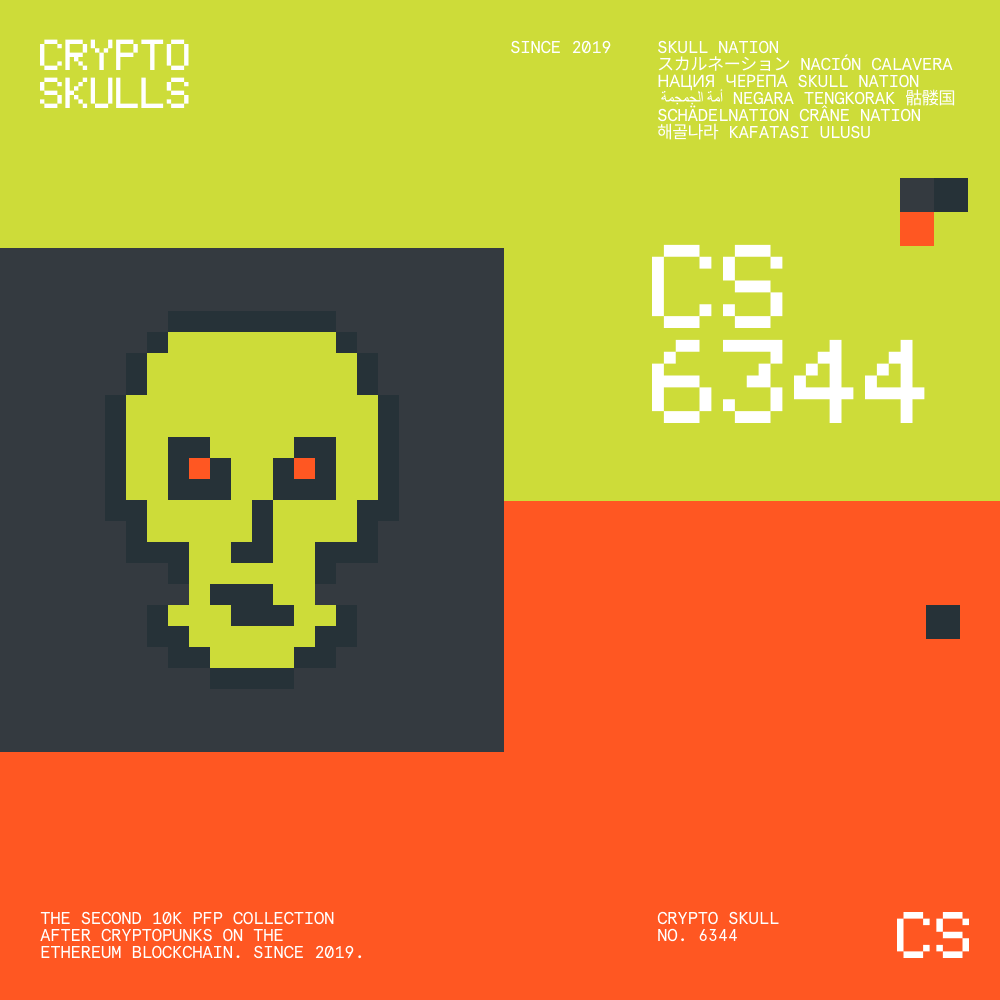 CRYPTO
SKULLS
SINCE 2019
SKULL NATION
スカルネーション NACIÓN CALAVERA
НАЦИЯ ЧЕРЕПА SKULL NATION
أمة الجمجمة NEGARA TENGKORAK 骷髅国
SCHÄDELNATION CRÂNE NATION
해골나라 KAFATASI ULUSU
CS
6344
THE SECOND 10K PFP COLLECTION
AFTER CRYPTOPUNKS ON THE
ETHEREUM BLOCKCHAIN. SINCE 2019.
CRYPTO SKULL
NO. 6344
CS